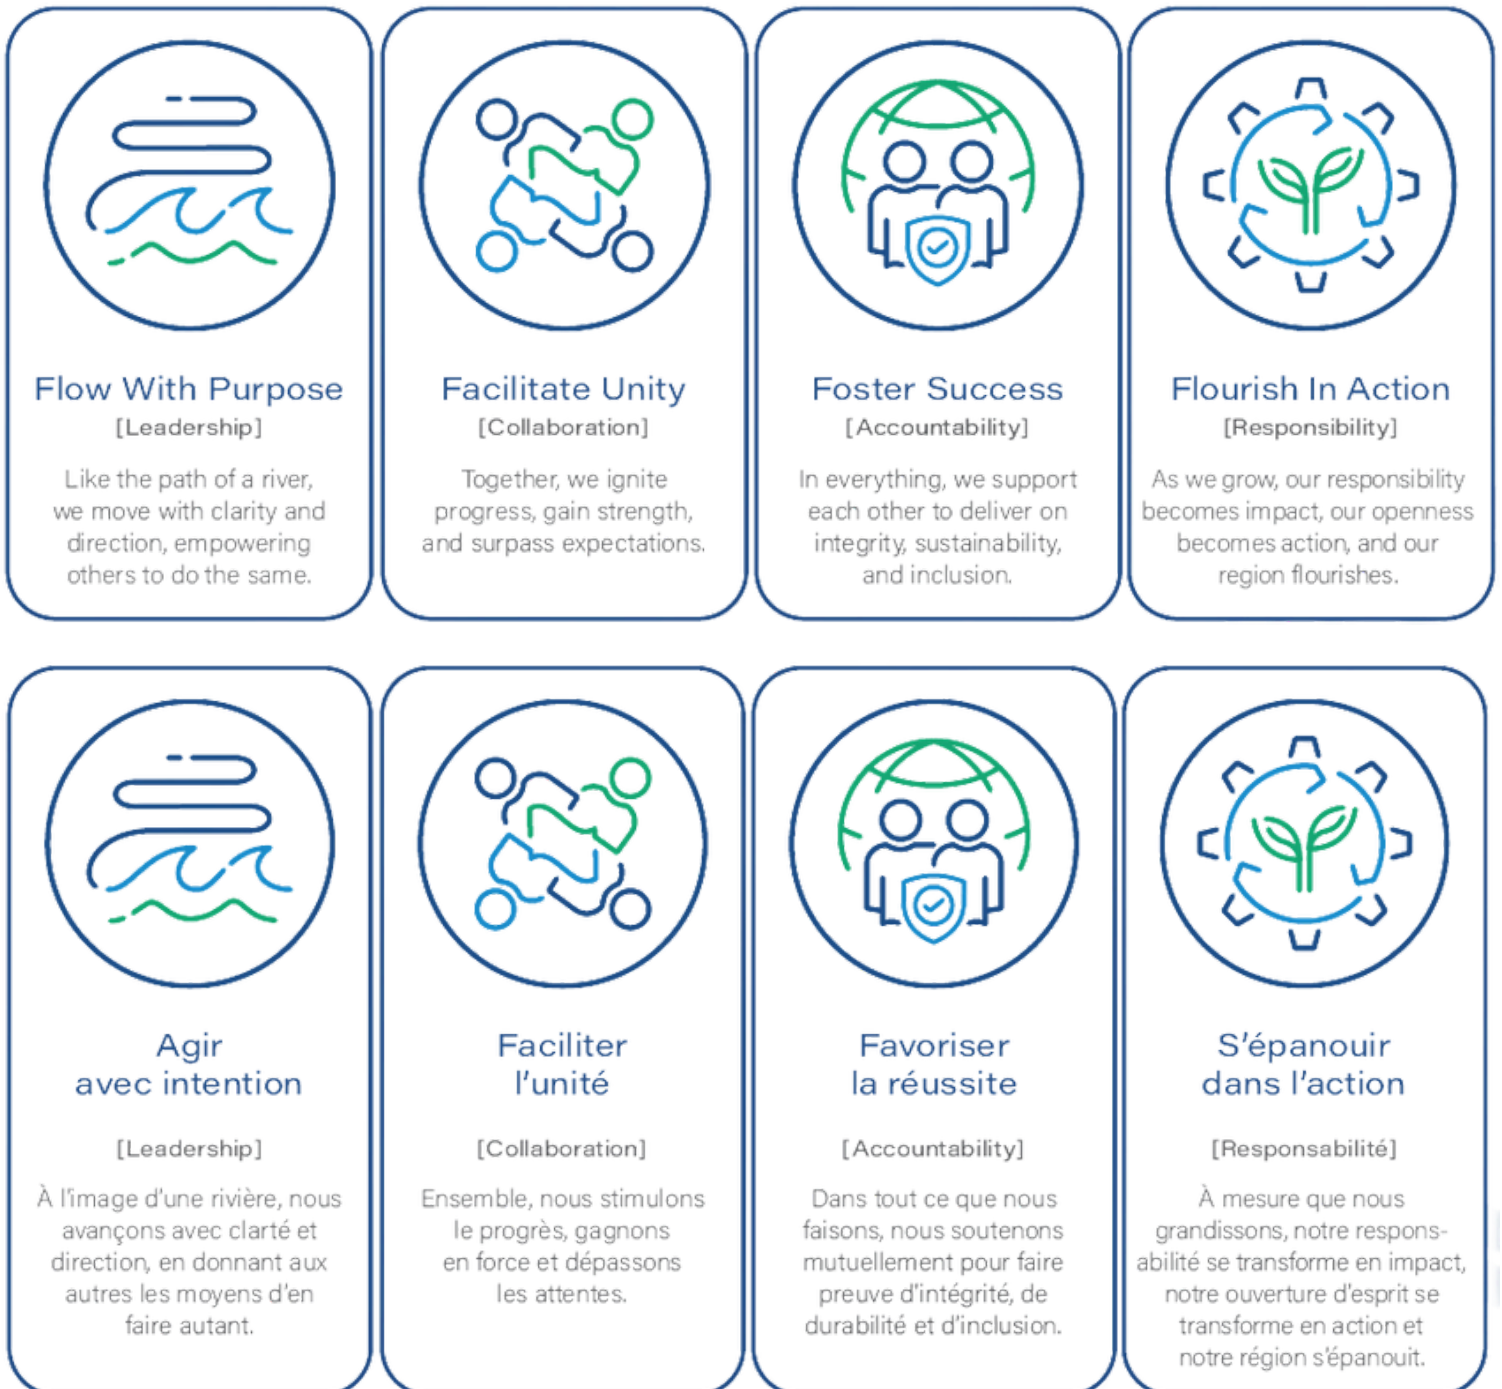 Flow With Purpose
[Leadership]
Like the path of a river,
we move with clarity and
direction, empowering
others to do the same.
Facilitate Unity
[Collaboration]
Together, we ignite
progress, gain strength,
and surpass expectations.
Foster Success
[Accountability]
In everything, we support
each other to deliver on
integrity, sustainability,
and inclusion.
Flourish In Action
[Responsibility]
As we grow, our responsibility
becomes impact, our openness
becomes action, and our
region flourishes.
Agir
avec intention
[Leadership]
À l'image d'une rivière, nous
avançons avec clarté et
direction, en donnant aux
autres les moyens d'en
faire autant.
Faciliter
l'unité
[Collaboration]
Ensemble, nous stimulons
le progrès, gagnons
en force et dépassons
les attentes.
Favoriser
la réussite
[Accountability]
Dans tout ce que nous
faisons, nous soutenons
mutuellement pour faire
preuve d'intégrité, de
durabilité et d'inclusion.
S'épanouir
dans l'action
[Responsabilité]
À mesure que nous
grandissons, notre respons-
abilité se transforme en impact,
notre ouverture d'esprit se
transforme en action et
notre région s'épanouit.